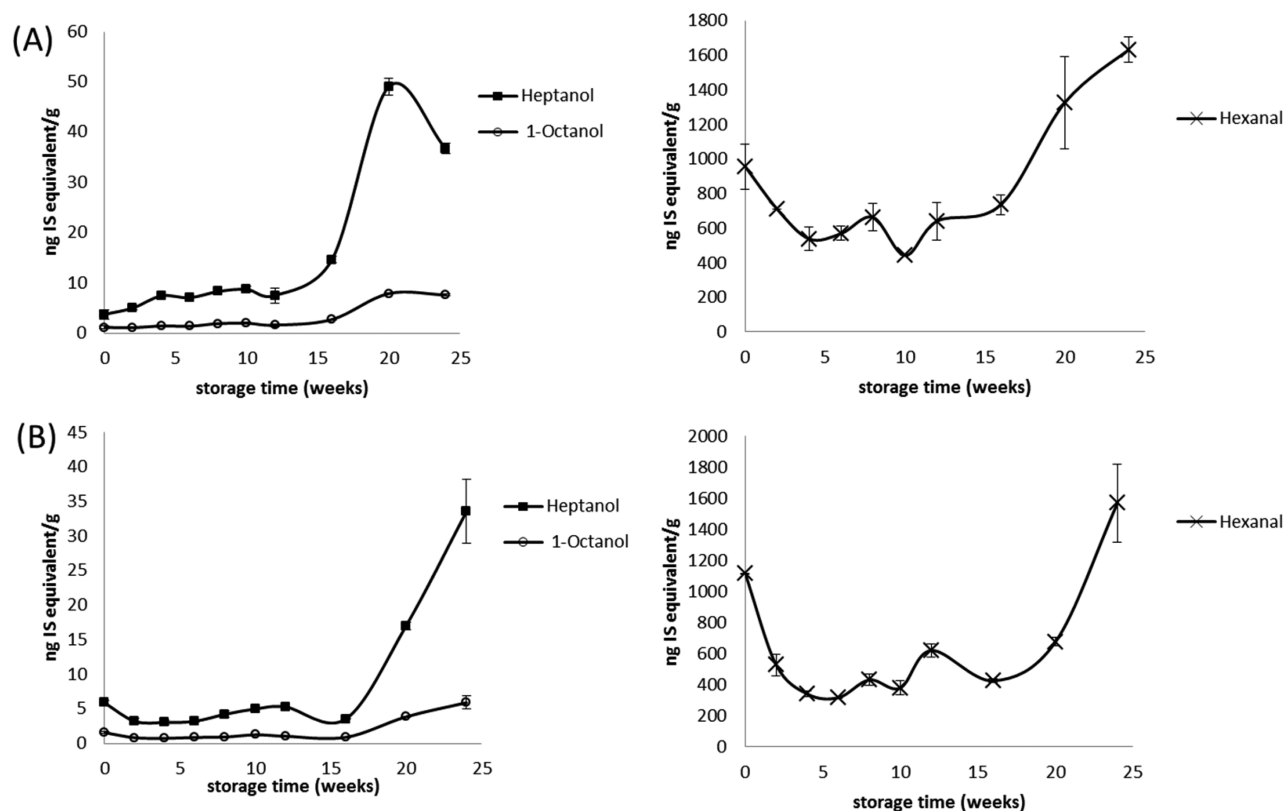 (A)
ng IS equivalent/g
60
50
40
30
20
10
0
0 5 10 15 20 25
storage time (weeks)
Heptanol
1-Octanol
ng IS equivalent/g
1800
1600
1400
1200
1000
800
600
400
200
0
0 5 10 15 20 25
storage time (weeks)
Hexanal
(B)
ng IS equivalent/g
45
40
35
30
25
20
15
10
5
0
0 5 10 15 20 25
storage time (weeks)
Heptanol
1-Octanol
ng IS equivalent/g
2000
1800
1600
1400
1200
1000
800
600
400
200
0
0 5 10 15 20 25
storage time (weeks)
Hexanal